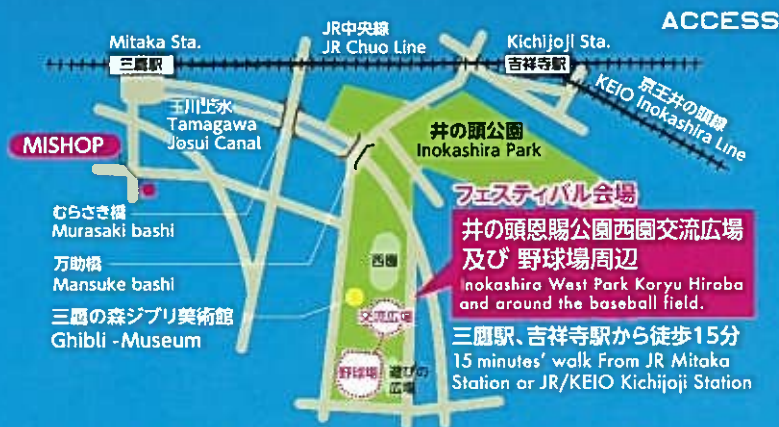 ACCESS
JR中央線
JR Chuo Line
Mitaka Sta.
三鷹駅
Kichijoji Sta.
吉祥寺駅
京王井の頭線
KEIO Inokashira Line
玉川上水
Tamagawa
Josui Canal
MISHOP
井の頭公園
Inokashira Park
むらさき橋
Murasaki bashi
万助橋
Mansuke bashi
三鷹の森ジブリ美術館
Ghibli -Museum
西園
交流広場
野球場
遊びの
広場
フェスティバル会場
井の頭恩賜公園西園交流広場
及び 野球場周辺
Inokashira West Park Koryu Hiroba
and around the baseball field.
三鷹駅、吉祥寺駅から徒歩15分
15 minutes' walk From JR Mitaka
Station or JR/KEIO Kichijoji Station